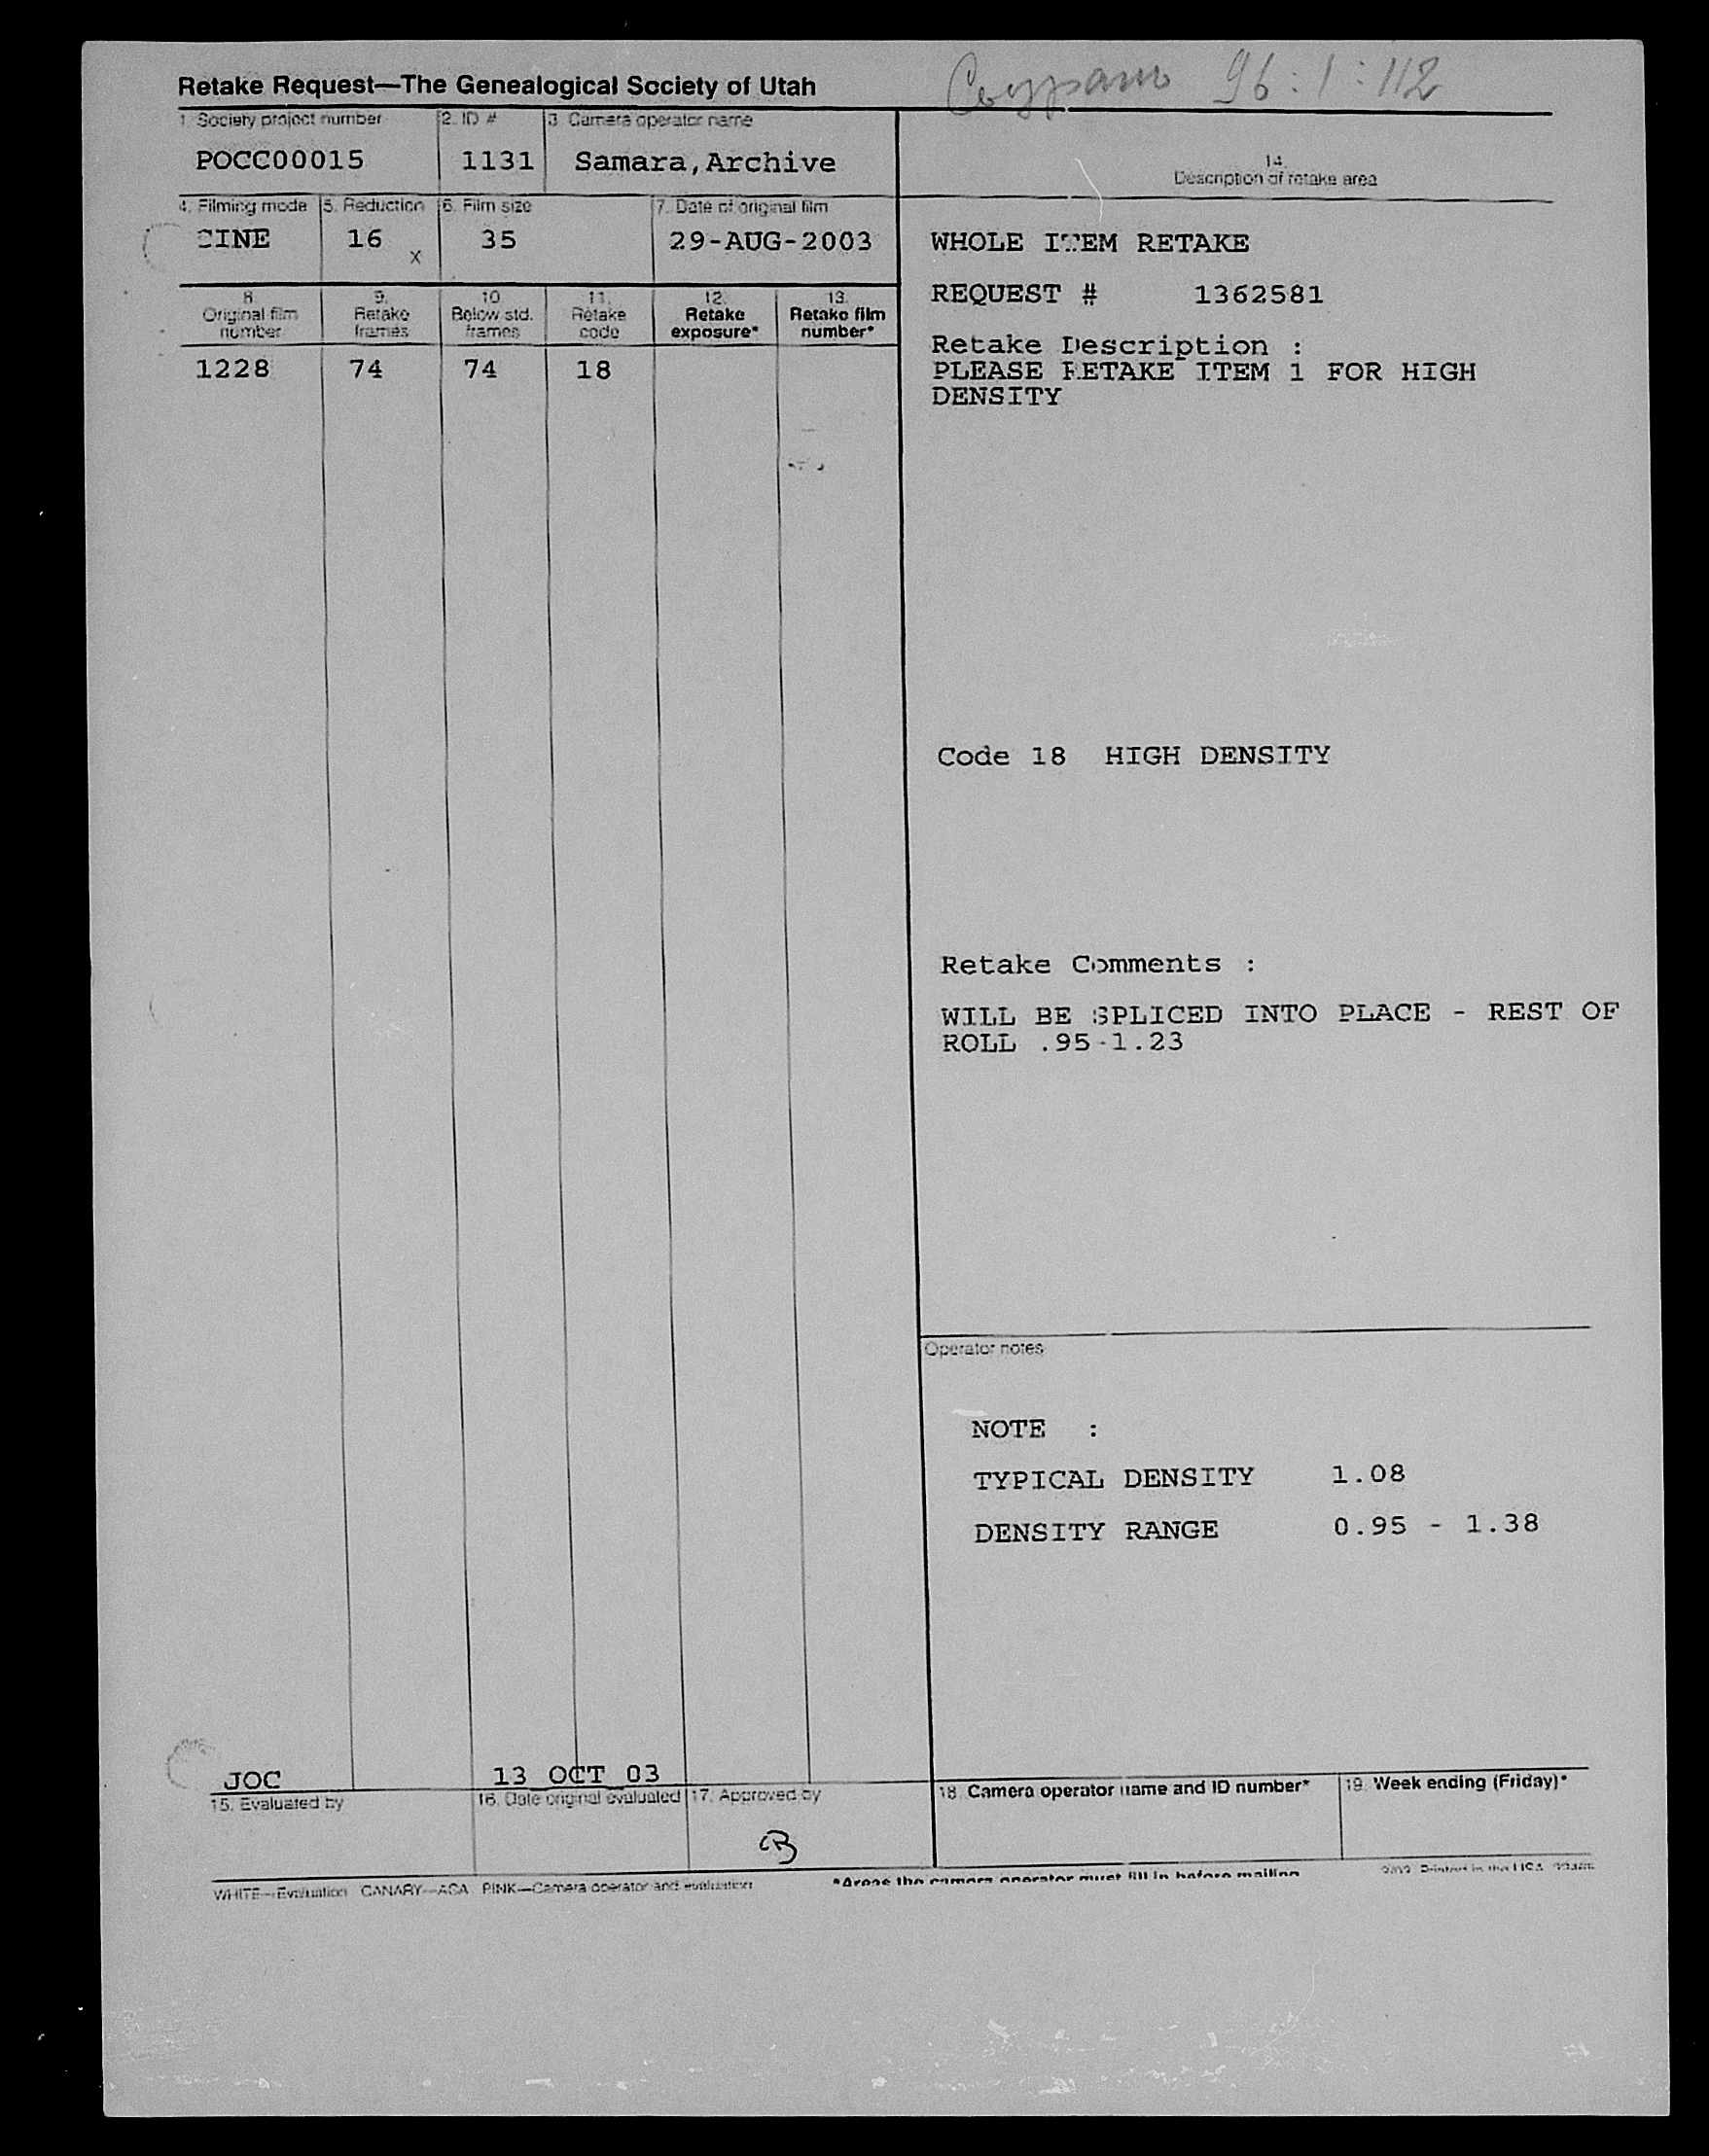 Retake Request—The Genealogical Society of Utah
96:1:112
1. Society project number
2. ID #
3. Camera operator name
POCC00015
1131
Samara,Archive
14.
Description of retake area
4. Filming mode
5. Reduction
6. Film size
7. Date of original film
CINE
16 x
35
29-AUG-2003
8. Original film number
9. Retake frames
10. Below std. frames
11. Retake code
12. Retake exposure*
13. Retake film number*
1228
74
74
18
WHOLE ITEM RETAKE
REQUEST # 1362581
Retake Description :
PLEASE RETAKE ITEM 1 FOR HIGH
DENSITY
Code 18 HIGH DENSITY
Retake Comments :
WILL BE SPLICED INTO PLACE - REST OF
ROLL .95-1.23
Operator notes
NOTE :
TYPICAL DENSITY 1.08
DENSITY RANGE 0.95 - 1.38
JOC
13 OCT 03
15. Evaluated by
16. Date original evaluated
17. Approved by
18. Camera operator name and ID number*
19. Week ending (Friday)*
WHITE—Evaluation CANARY—ASA PINK—Camera operator and evaluation
*Areas the camera operator must fill in before mailing
Printed in the USA